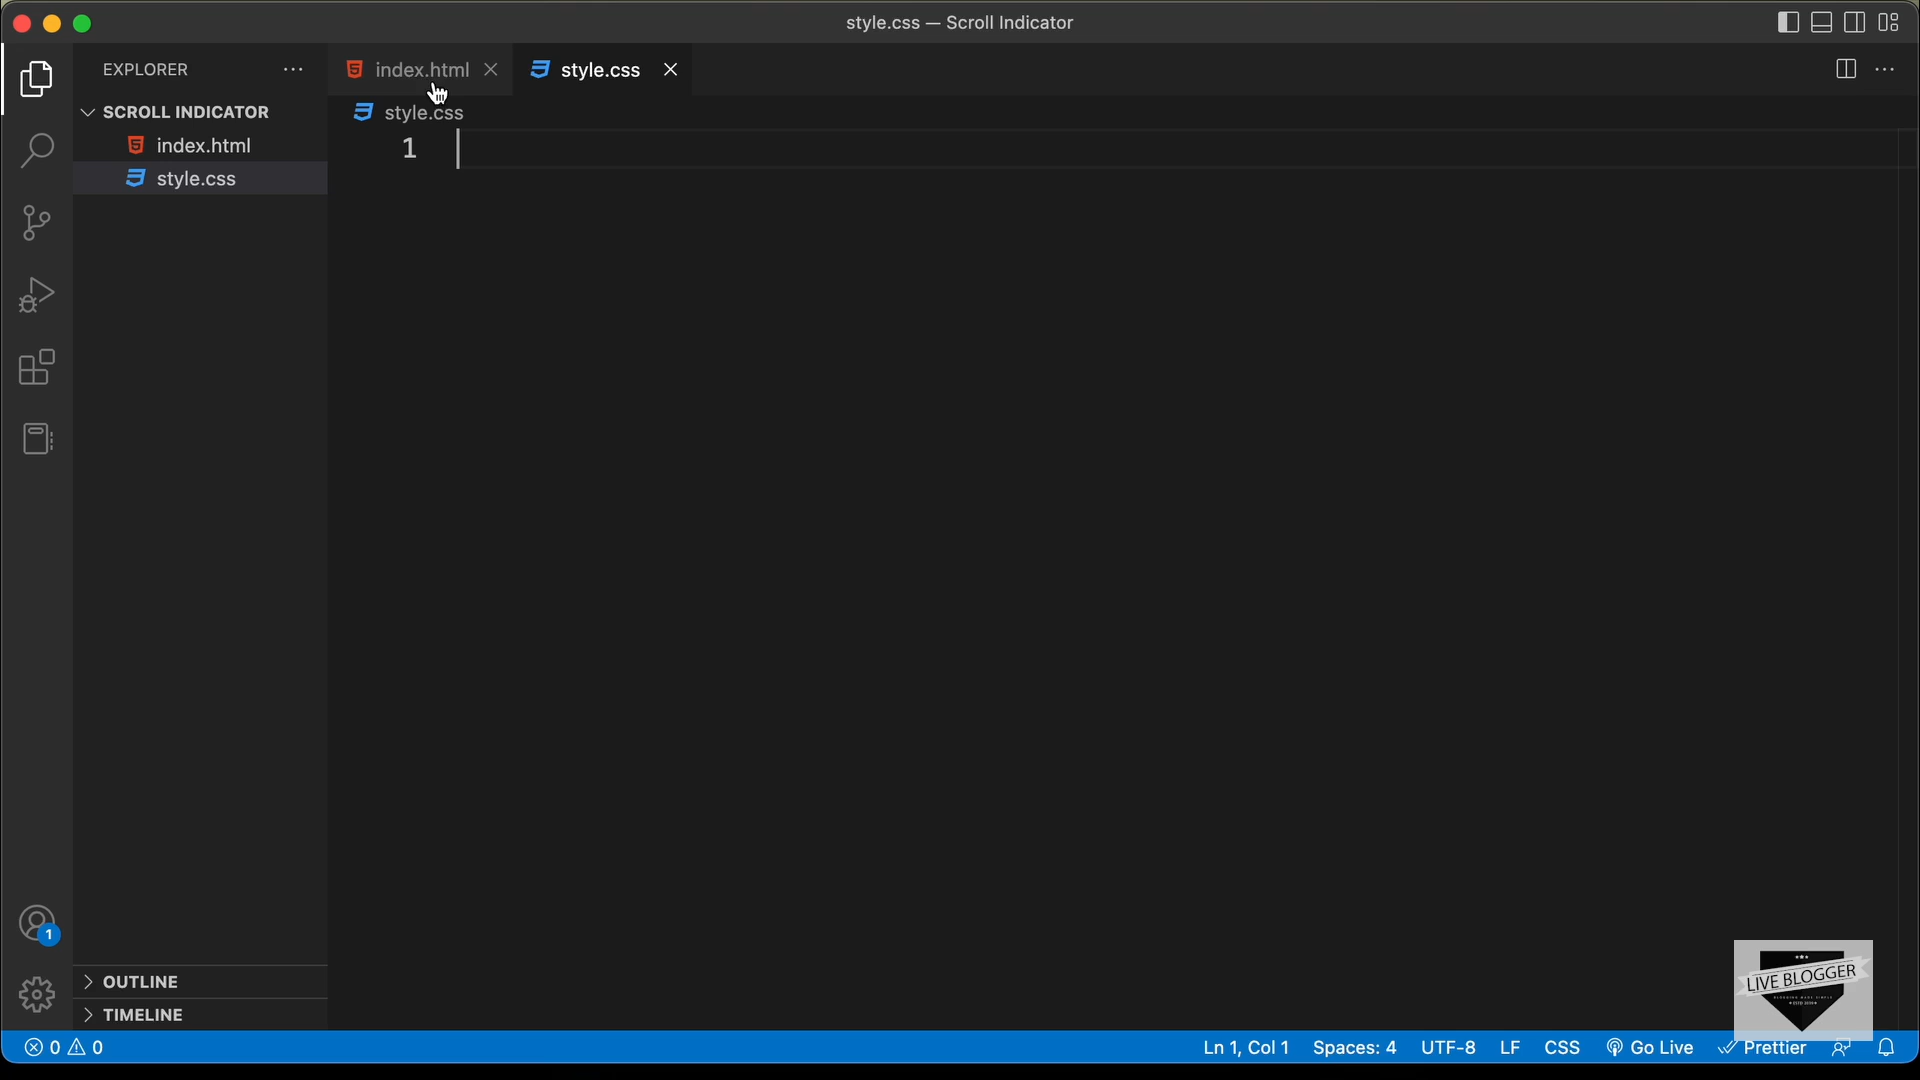 style.css — Scroll Indicator
EXPLORER
index.html
style.css
SCROLL INDICATOR
style.css
index.html
1
style.css
1
OUTLINE
TIMELINE
LIVE BLOGGER
0 0
Ln 1, Col 1 Spaces: 4 UTF-8 LF CSS Go Live Prettier